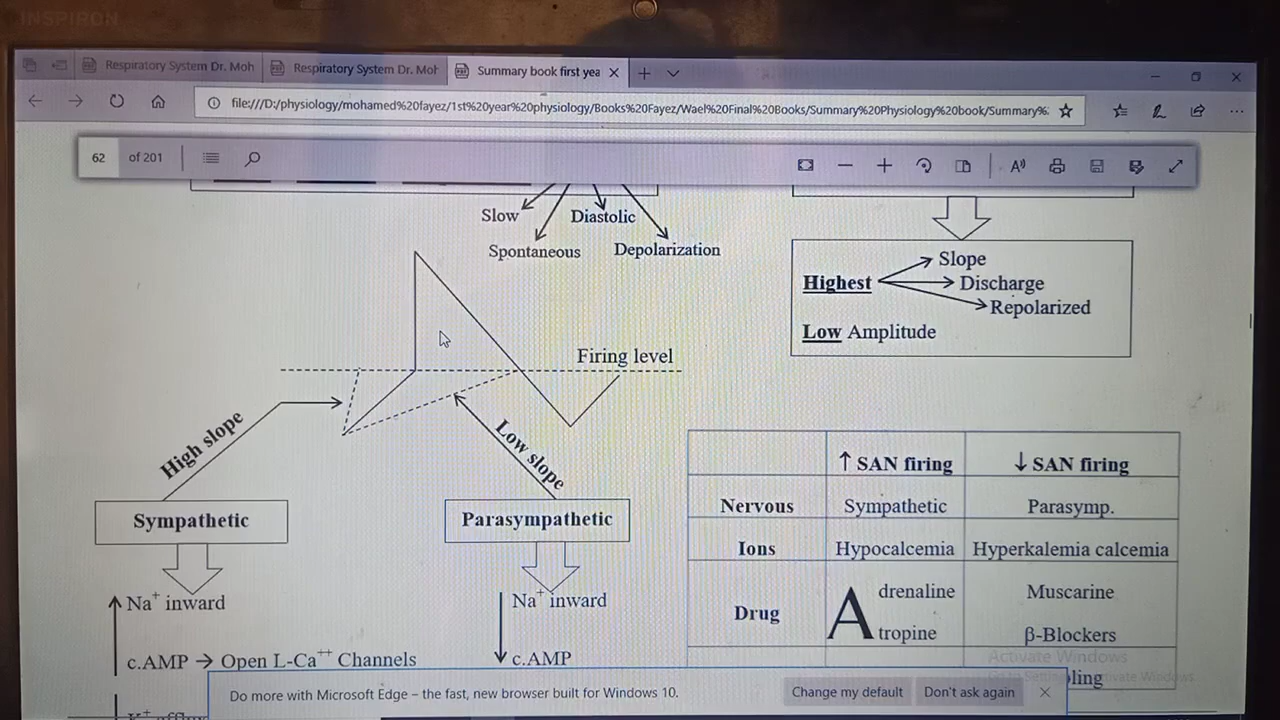 INSPIRON
Respiratory System Dr. Moh
Respiratory System Dr. Moh
Summary book first yea
file:///D:/physiology/mohamed%20fayez/1st%20year%20physiology/Books%20Fayez/Wael%20Final%20Books/Summary%20Physiology%20book/Summary%
62 of 201
Slow
Diastolic
Spontaneous
Depolarization
Highest
Slope
Discharge
Repolarized
Low Amplitude
Firing level
High slope
Low slope
Sympathetic
Parasympathetic
↑ Na⁺ inward
c.AMP → Open L-Ca⁺⁺ Channels
↓ Na⁺ inward
c.AMP
↑ SAN firing ↓ SAN firing
Nervous Sympathetic Parasymp.
Ions Hypocalcemia Hyperkalemia calcemia
Drug Adrenaline Atropine Muscarine β-Blockers
Activate Windows
Do more with Microsoft Edge – the fast, new browser built for Windows 10.
Change my default
Don't ask again